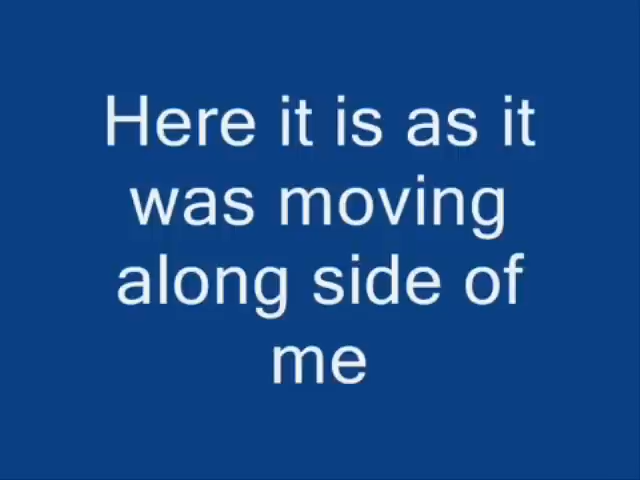 Here it is as it
was moving
along side of
me